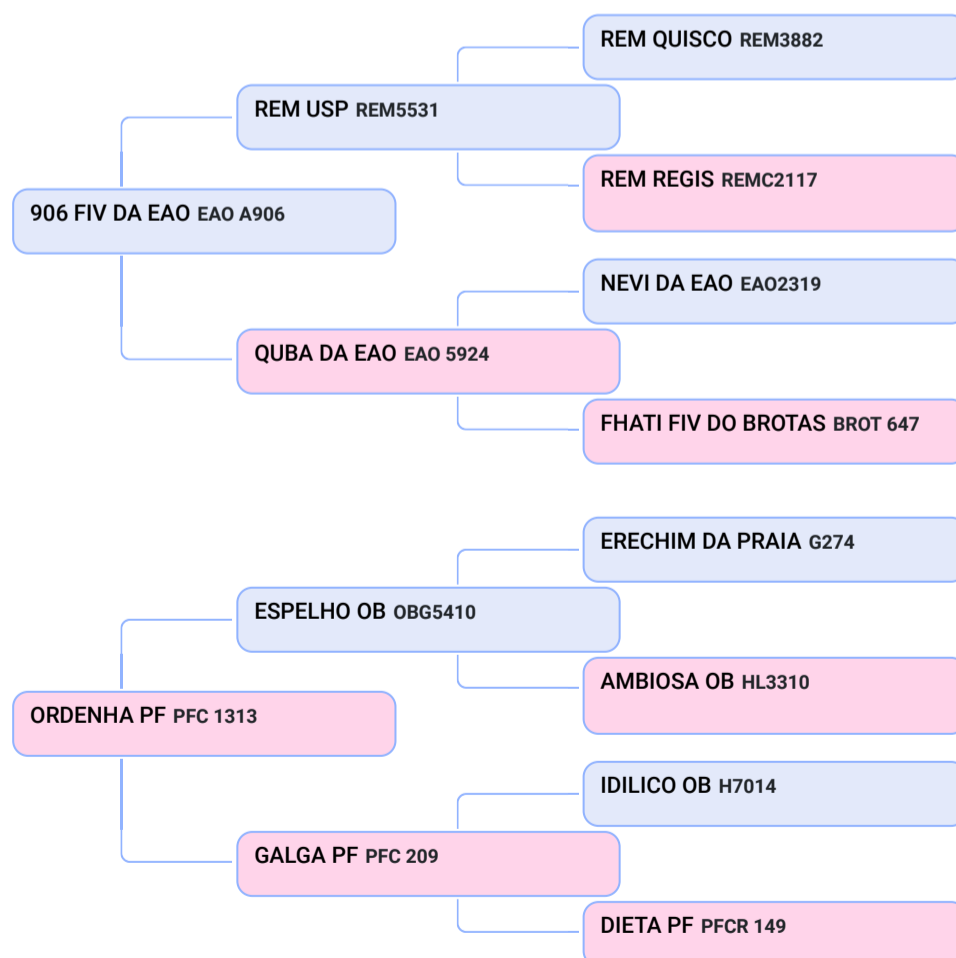 REM QUISCO REM3882
REM USP REM5531
REM REGIS REMC2117
906 FIV DA EAO EAO A906
NEVI DA EAO EAO2319
QUBA DA EAO EAO 5924
FHATI FIV DO BROTAS BROT 647
ERECHIM DA PRAIA G274
ESPELHO OB OBG5410
AMBIOSA OB HL3310
ORDENHA PF PFC 1313
IDILICO OB H7014
GALGA PF PFC 209
DIETA PF PFCR 149